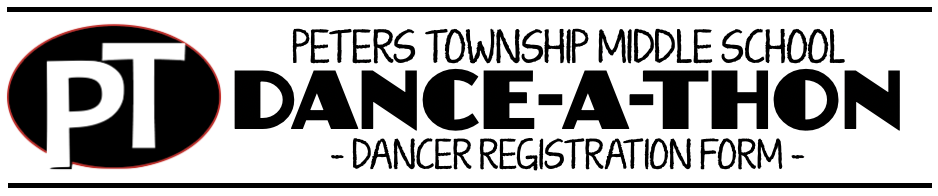 PT
PETERS TOWNSHIP MIDDLE SCHOOL
DANCE-A-THON
- DANCER REGISTRATION FORM -